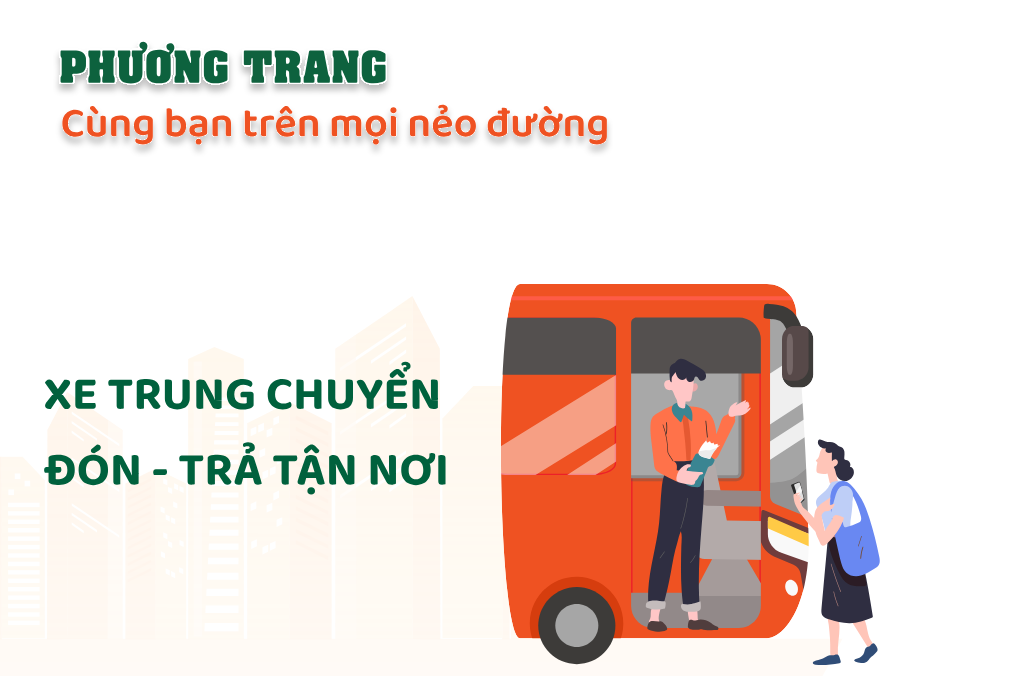 PHƯƠNG TRANG
Cùng bạn trên mọi nẻo đường
XE TRUNG CHUYỂN
ĐÓN - TRẢ TẬN NƠI